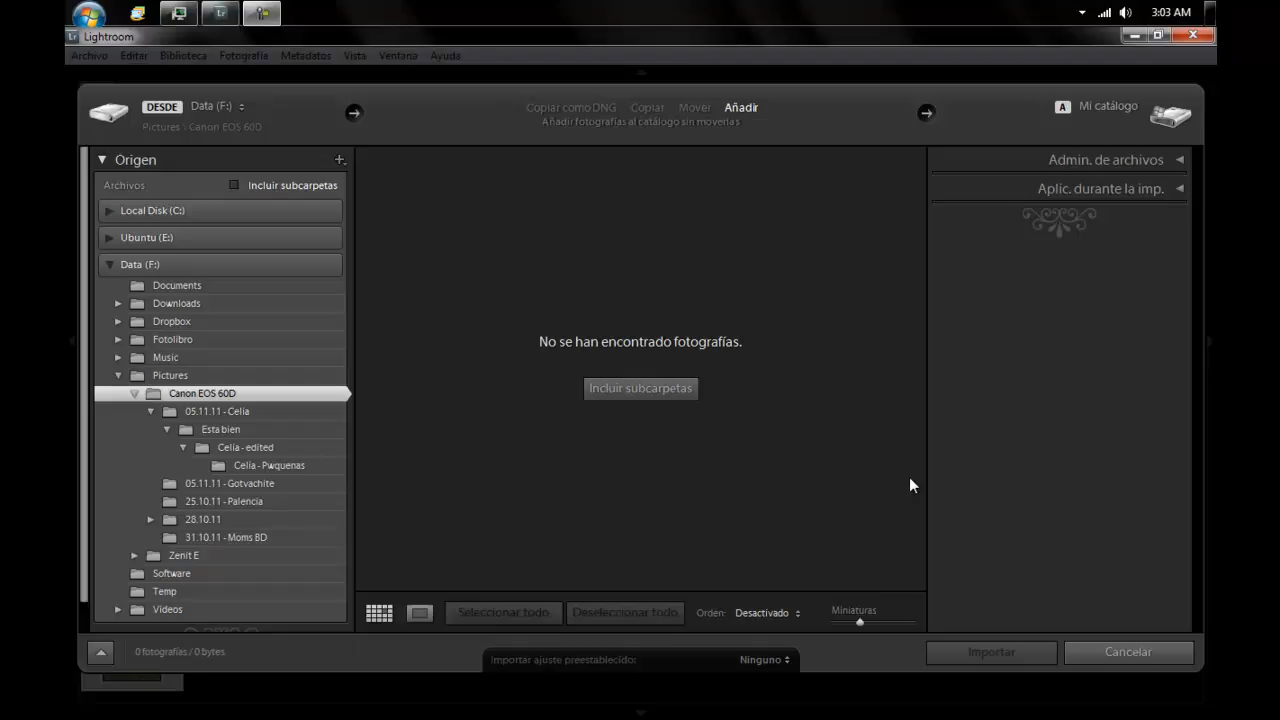 3:03 AM
Lr Lightroom
Archivo Editar Biblioteca Fotografía Metadatos Vista Ventana Ayuda
DESDE Data (F:)
Pictures \ Canon EOS 60D
Copiar como DNG Copiar Mover Añadir
Añadir fotografías al catálogo sin moverlas
A Mi catálogo
Origen
Archivos Incluir subcarpetas
Local Disk (C:)
Ubuntu (E:)
Data (F:)
Documents
Downloads
Dropbox
Fotolibro
Music
Pictures
Canon EOS 60D
05.11.11 - Celia
Esta bien
Celia - edited
Celia - Pwquenas
05.11.11 - Gotvachite
25.10.11 - Palencia
28.10.11
31.10.11 - Moms BD
Zenit E
Software
Temp
Videos
No se han encontrado fotografías.
Incluir subcarpetas
Admin. de archivos
Aplic. durante la imp.
Seleccionar todo Deseleccionar todo Orden: Desactivado Miniaturas
0 fotografías / 0 bytes
Importar ajuste preestablecido: Ninguno
Importar Cancelar